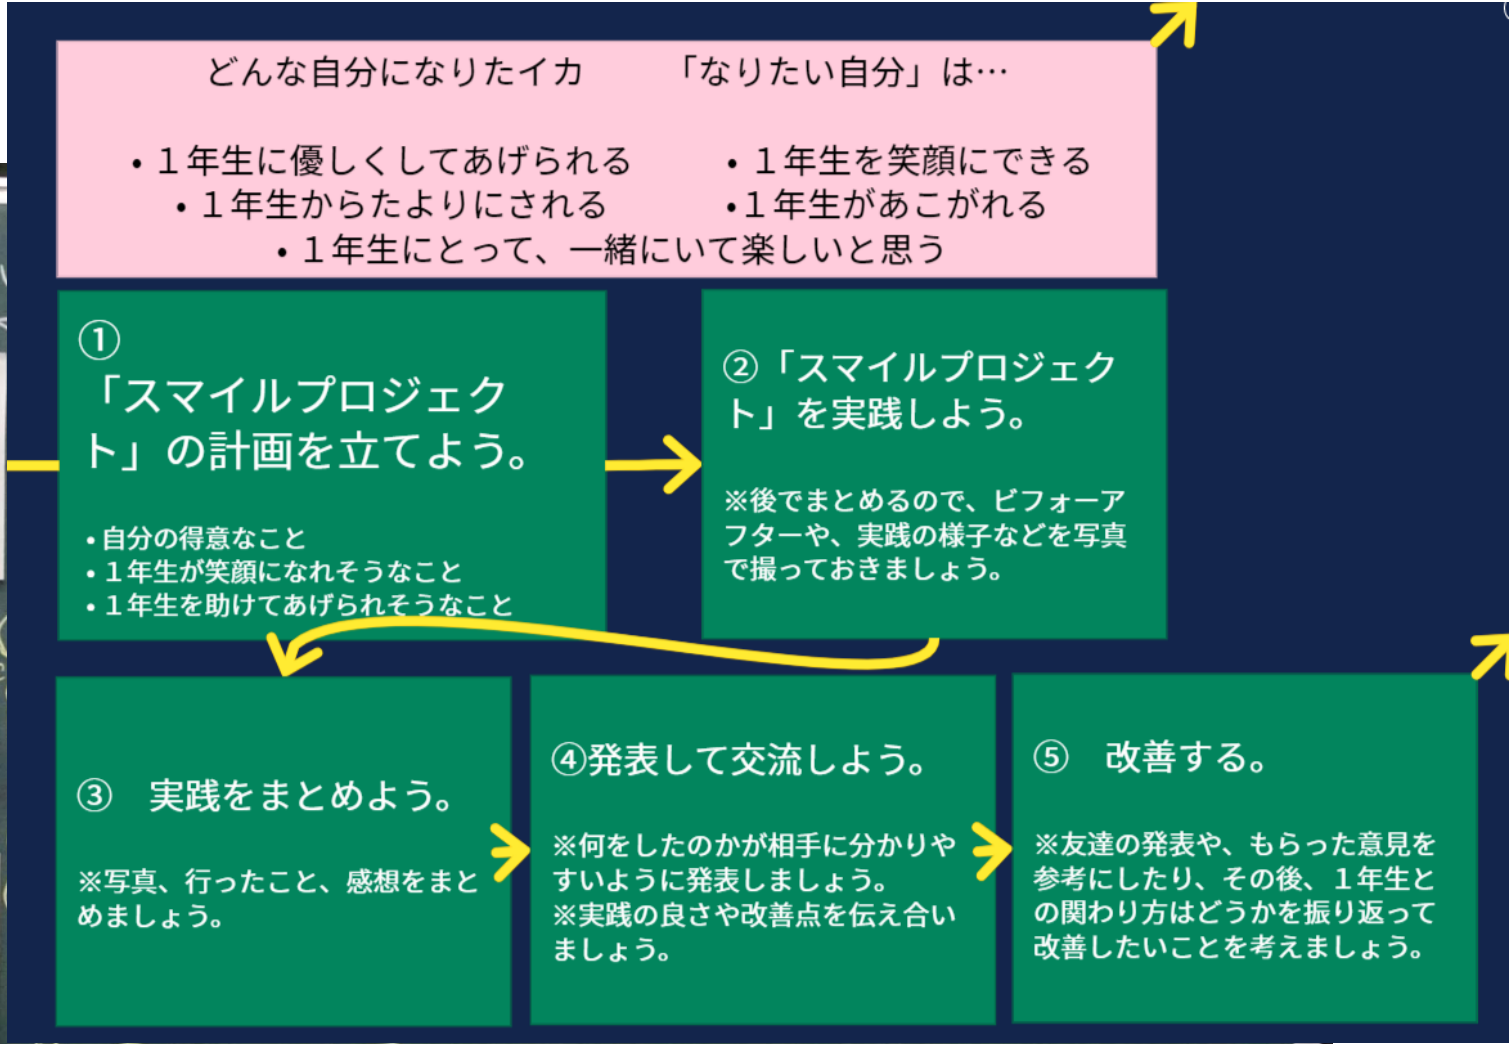 どんな自分になりたイカ　　「なりたい自分」は…
• １年生に優しくしてあげられる　　• １年生を笑顔にできる
• １年生からたよりにされる　　•１年生があこがれる
• １年生にとって、一緒にいて楽しいと思う
①
「スマイルプロジェク
ト」の計画を立てよう。
• 自分の得意なこと
• １年生が笑顔になれそうなこと
• １年生を助けてあげられそうなこと
②「スマイルプロジェク
ト」を実践しよう。
※後でまとめるので、ビフォーア
フターや、実践の様子などを写真
で撮っておきましょう。
③　実践をまとめよう。
※写真、行ったこと、感想をまと
めましょう。
④発表して交流しよう。
※何をしたのかが相手に分かりや
すいように発表しましょう。
※実践の良さや改善点を伝え合い
ましょう。
⑤　改善する。
※友達の発表や、もらった意見を
参考にしたり、その後、１年生と
の関わり方はどうかを振り返って
改善したいことを考えましょう。